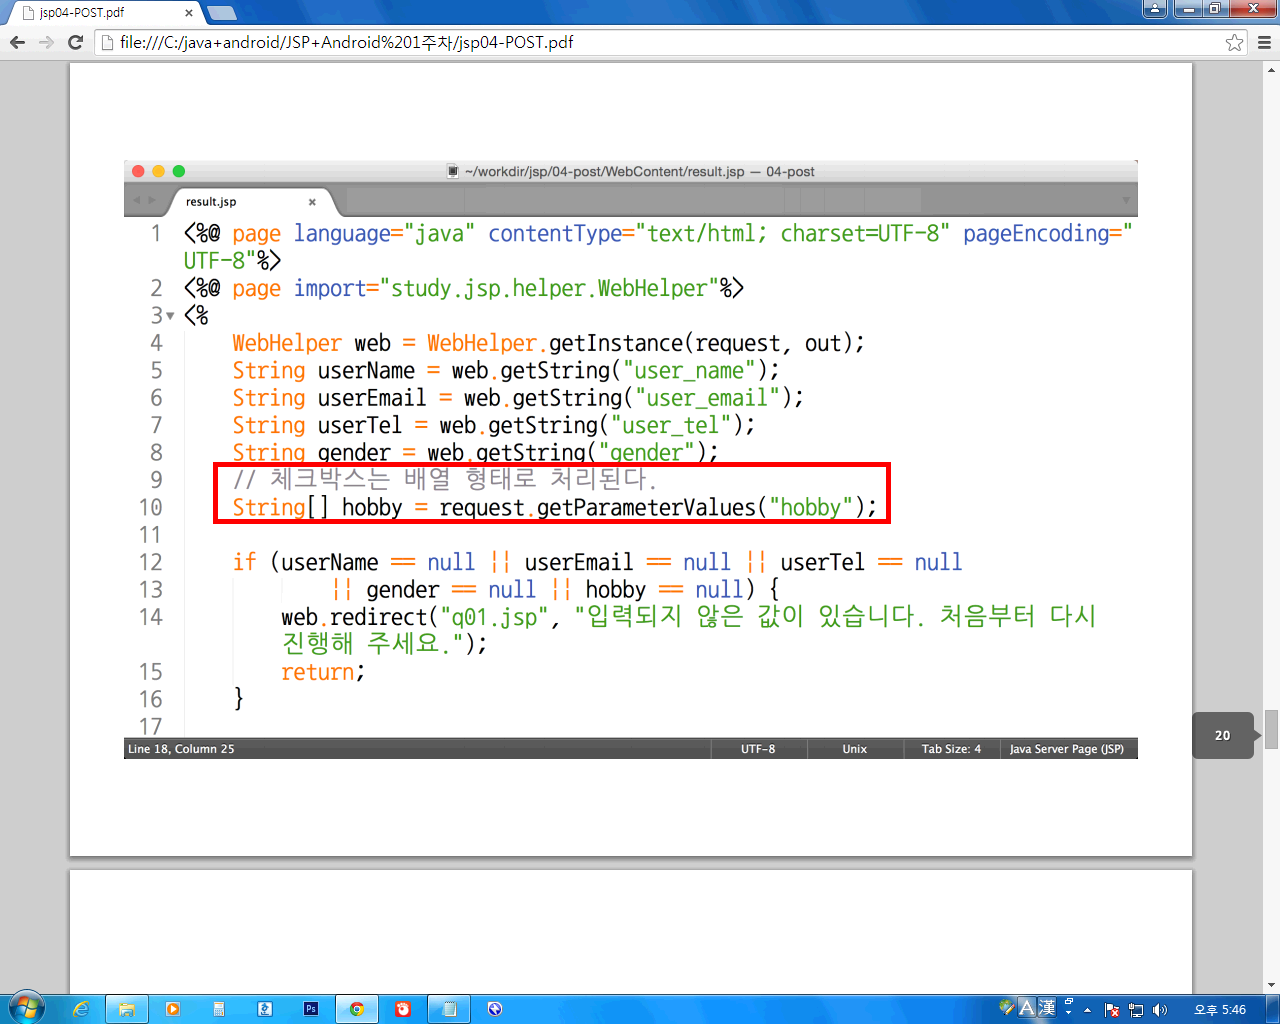 jsp04-POST.pdf
file:///C:/java+android/JSP+Android%201주차/jsp04-POST.pdf
~/workdir/jsp/04-post/WebContent/result.jsp — 04-post
result.jsp
1 <%@ page language="java" contentType="text/html; charset=UTF-8" pageEncoding="
UTF-8"%>
2 <%@ page import="study.jsp.helper.WebHelper"%>
3 <%
4 WebHelper web = WebHelper.getInstance(request, out);
5 String userName = web.getString("user_name");
6 String userEmail = web.getString("user_email");
7 String userTel = web.getString("user_tel");
8 String gender = web.getString("gender");
9 // 체크박스는 배열 형태로 처리된다.
10 String[] hobby = request.getParameterValues("hobby");
11
12 if (userName == null || userEmail == null || userTel == null
13 || gender == null || hobby == null) {
14 web.redirect("q01.jsp", "입력되지 않은 값이 있습니다. 처음부터 다시
진행해 주세요.");
15 return;
16 }
17
20
Line 18, Column 25 UTF-8 Unix Tab Size: 4 Java Server Page (JSP)
Ps
A 漢
오후 5:46